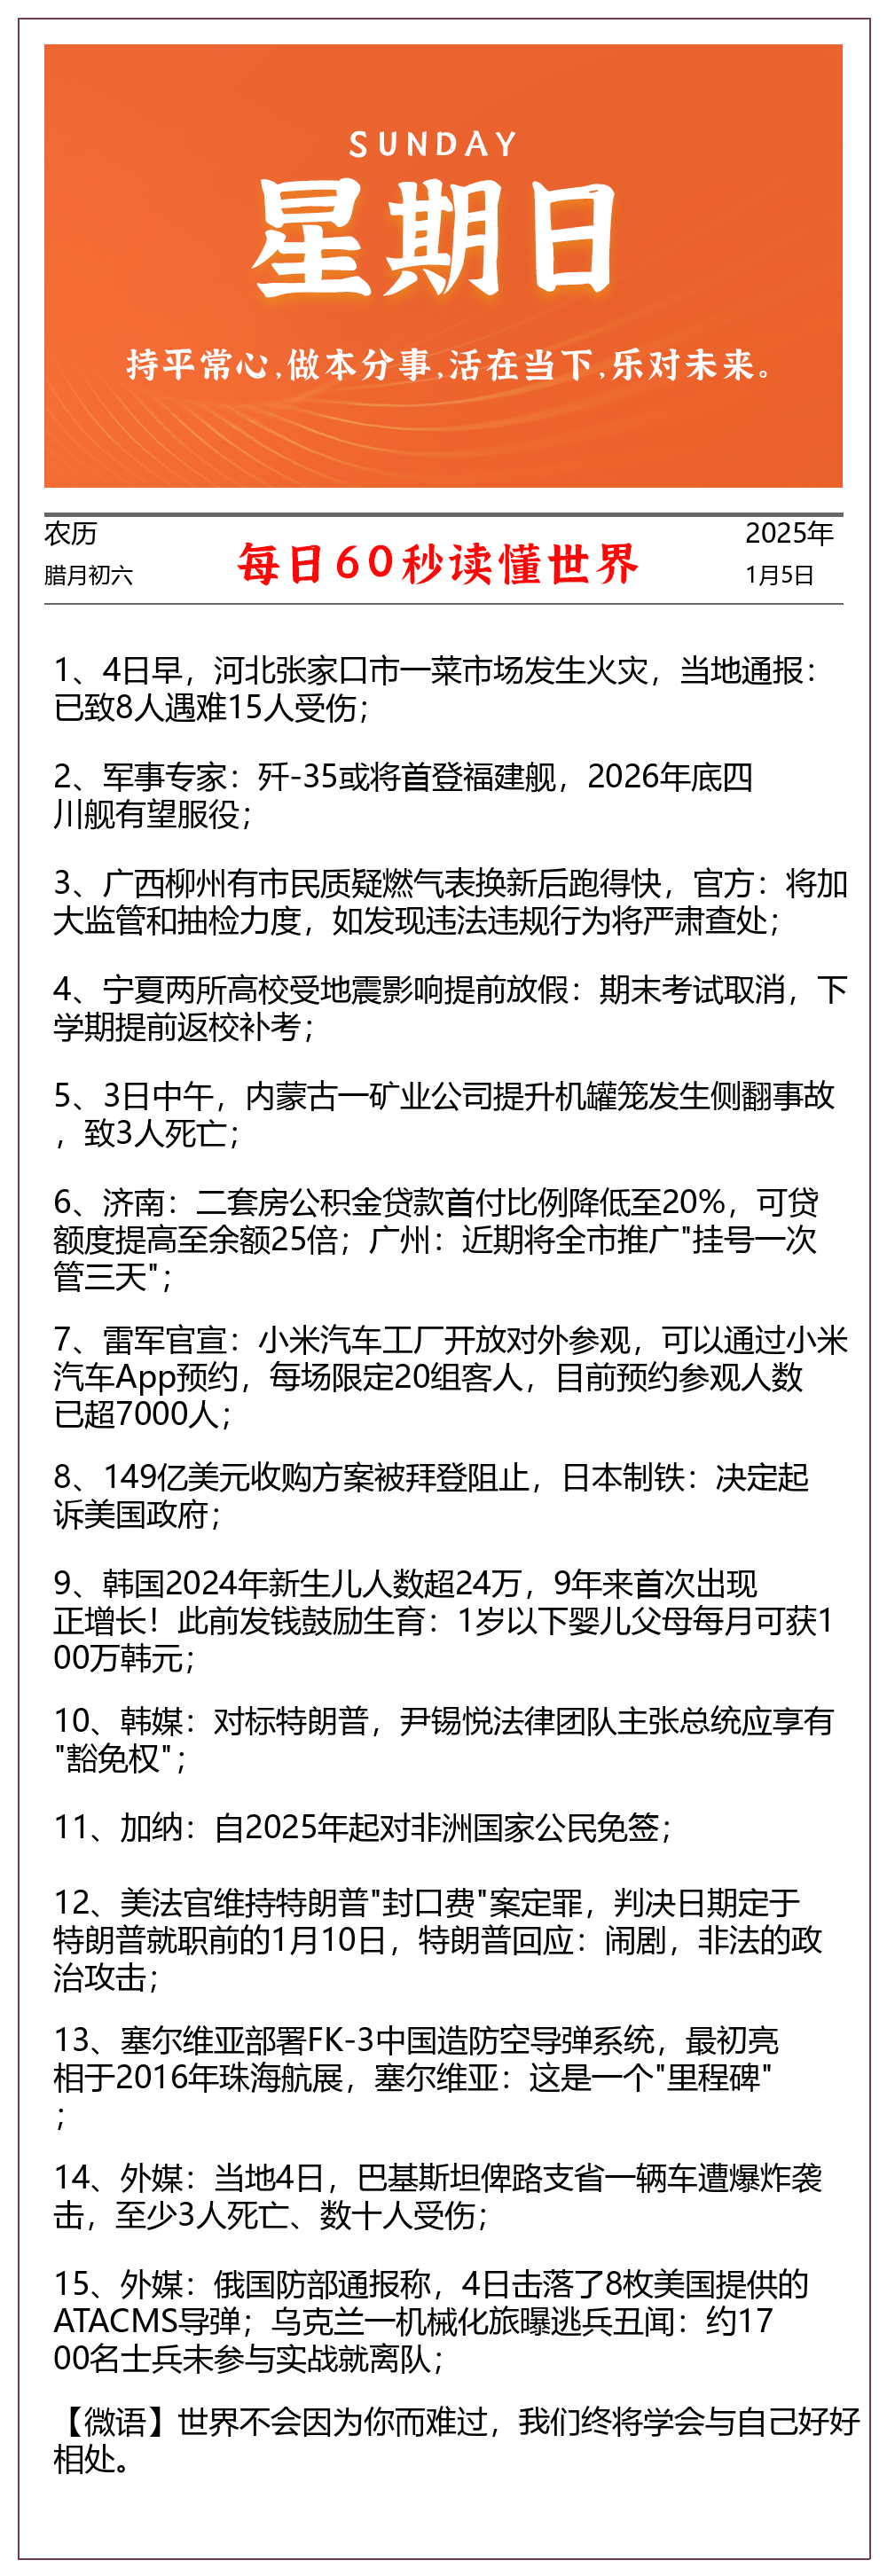 SUNDAY
星期日
持平常心,做本分事,活在当下,乐对未来。
农历
腊月初六
每日60秒读懂世界
2025年
1月5日
1、4日早，河北张家口市一菜市场发生火灾，当地通报：
已致8人遇难15人受伤；
2、军事专家：歼-35或将首登福建舰，2026年底四
川舰有望服役；
3、广西柳州有市民质疑燃气表换新后跑得快，官方：将加
大监管和抽检力度，如发现违法违规行为将严肃查处；
4、宁夏两所高校受地震影响提前放假：期末考试取消，下
学期提前返校补考；
5、3日中午，内蒙古一矿业公司提升机罐笼发生侧翻事故
，致3人死亡；
6、济南：二套房公积金贷款首付比例降低至20%，可贷
额度提高至余额25倍；广州：近期将全市推广"挂号一次
管三天"；
7、雷军官宣：小米汽车工厂开放对外参观，可以通过小米
汽车App预约，每场限定20组客人，目前预约参观人数
已超7000人；
8、149亿美元收购方案被拜登阻止，日本制铁：决定起
诉美国政府；
9、韩国2024年新生儿人数超24万，9年来首次出现
正增长！此前发钱鼓励生育：1岁以下婴儿父母每月可获1
00万韩元；
10、韩媒：对标特朗普，尹锡悦法律团队主张总统应享有
"豁免权"；
11、加纳：自2025年起对非洲国家公民免签；
12、美法官维持特朗普"封口费"案定罪，判决日期定于
特朗普就职前的1月10日，特朗普回应：闹剧，非法的政
治攻击；
13、塞尔维亚部署FK-3中国造防空导弹系统，最初亮
相于2016年珠海航展，塞尔维亚：这是一个"里程碑"
；
14、外媒：当地4日，巴基斯坦俾路支省一辆车遭爆炸袭
击，至少3人死亡、数十人受伤；
15、外媒：俄国防部通报称，4日击落了8枚美国提供的
ATACMS导弹；乌克兰一机械化旅曝逃兵丑闻：约17
00名士兵未参与实战就离队；
【微语】世界不会因为你而难过，我们终将学会与自己好好
相处。